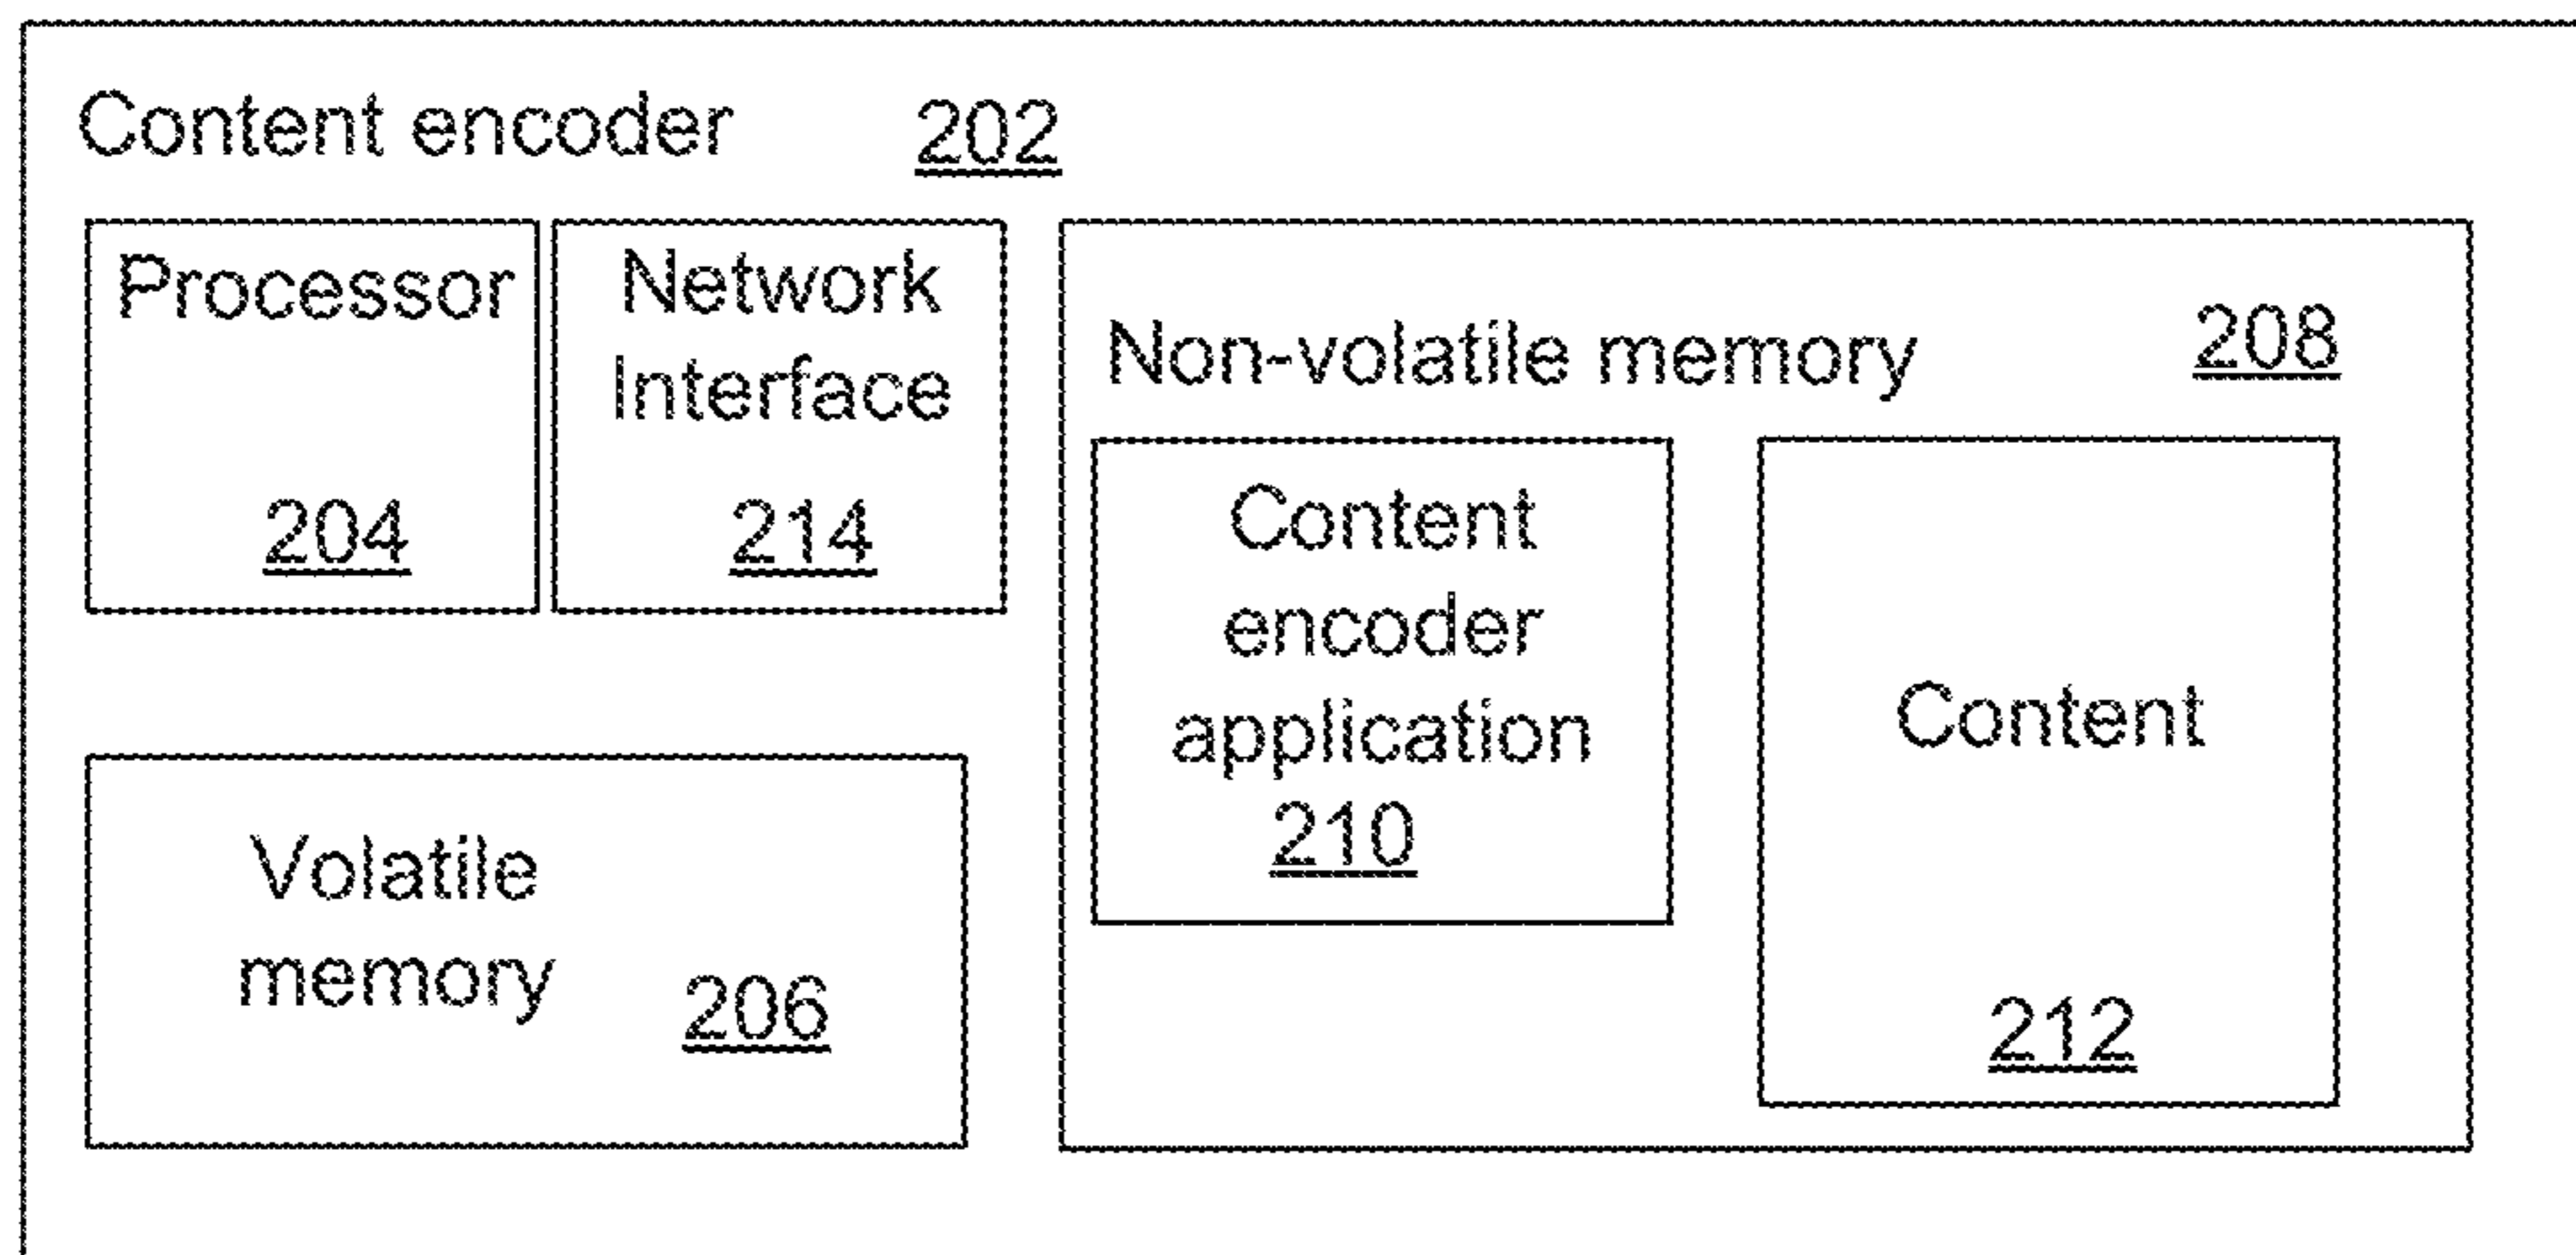 Content encoder 202
Processor
204
Network
Interface
214
Volatile
memory
206
Non-volatile memory 208
Content
encoder
application
210
Content
212